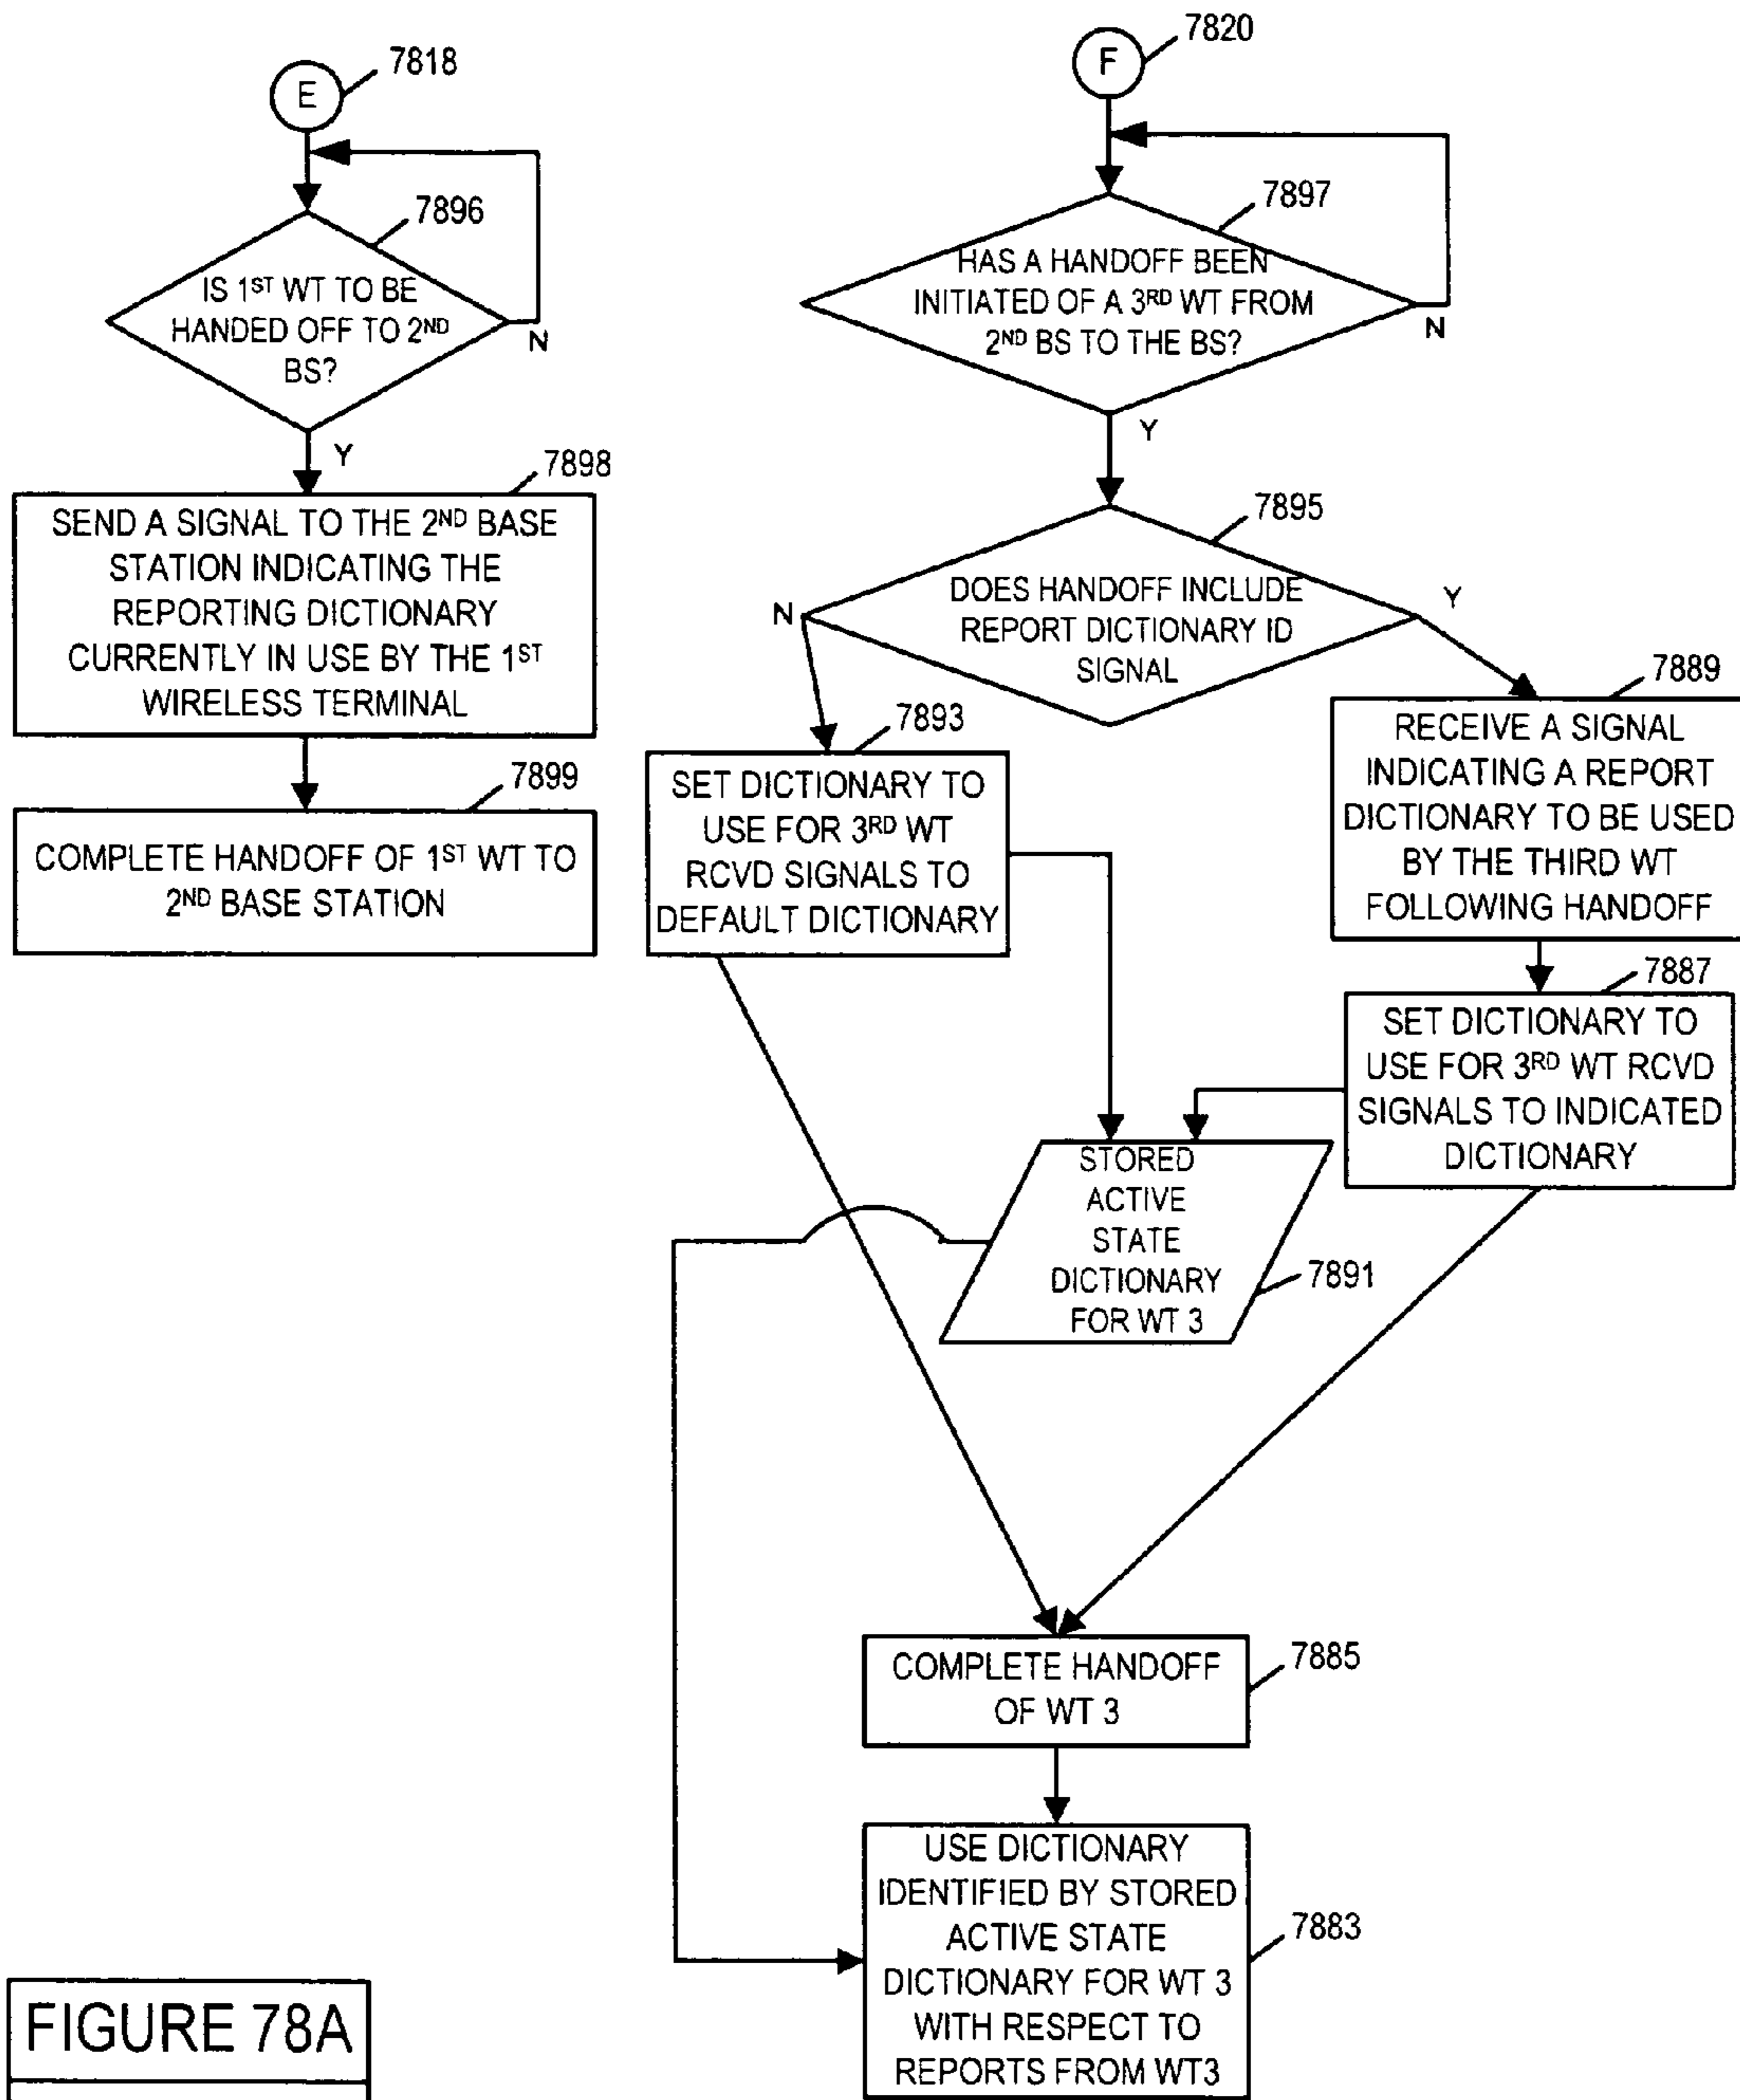 E
7818
7896
IS 1ST WT TO BE
HANDED OFF TO 2ND
BS?
N
Y
7898
SEND A SIGNAL TO THE 2ND BASE
STATION INDICATING THE
REPORTING DICTIONARY
CURRENTLY IN USE BY THE 1ST
WIRELESS TERMINAL
7899
COMPLETE HANDOFF OF 1ST WT TO
2ND BASE STATION
F
7820
7897
HAS A HANDOFF BEEN
INITIATED OF A 3RD WT FROM
2ND BS TO THE BS?
N
Y
7895
DOES HANDOFF INCLUDE
REPORT DICTIONARY ID
SIGNAL
N
Y
7893
SET DICTIONARY TO
USE FOR 3RD WT
RCVD SIGNALS TO
DEFAULT DICTIONARY
7889
RECEIVE A SIGNAL
INDICATING A REPORT
DICTIONARY TO BE USED
BY THE THIRD WT
FOLLOWING HANDOFF
7887
SET DICTIONARY TO
USE FOR 3RD WT RCVD
SIGNALS TO INDICATED
DICTIONARY
STORED
ACTIVE
STATE
DICTIONARY
FOR WT 3
7891
COMPLETE HANDOFF
OF WT 3
7885
USE DICTIONARY
IDENTIFIED BY STORED
ACTIVE STATE
DICTIONARY FOR WT 3
WITH RESPECT TO
REPORTS FROM WT3
7883
FIGURE 78A